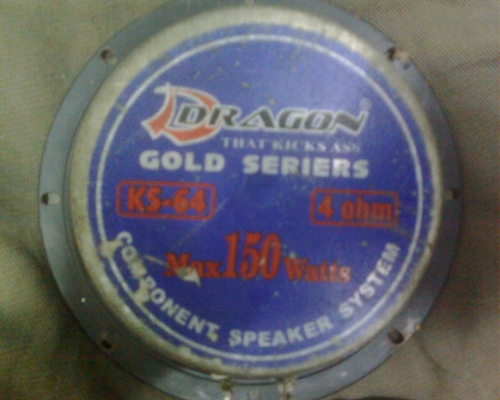 DRAGON
THAT KICKS ASS
GOLD SERIERS
KS-64
4 ohm
Max 150 Watts
COMPONENT SPEAKER SYSTEM